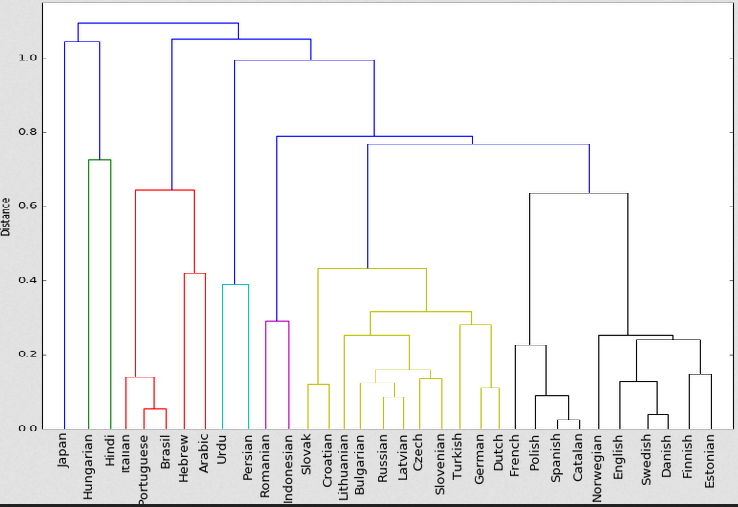 1.0
0.8
0.6
0.4
0.2
0.0
Distance
Japan
Hungarian
Hindi
Italian
Portuguese
Brasil
Hebrew
Arabic
Urdu
Persian
Romanian
Indonesian
Slovak
Croatian
Lithuanian
Bulgarian
Russian
Latvian
Czech
Slovenian
Turkish
German
Dutch
French
Polish
Spanish
Catalan
Norwegian
English
Swedish
Danish
Finnish
Estonian